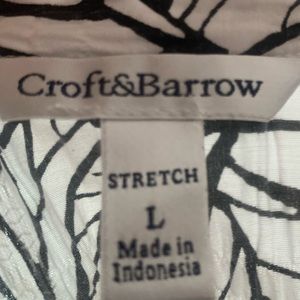 Croft&Barrow
STRETCH
L
Made in
Indonesia